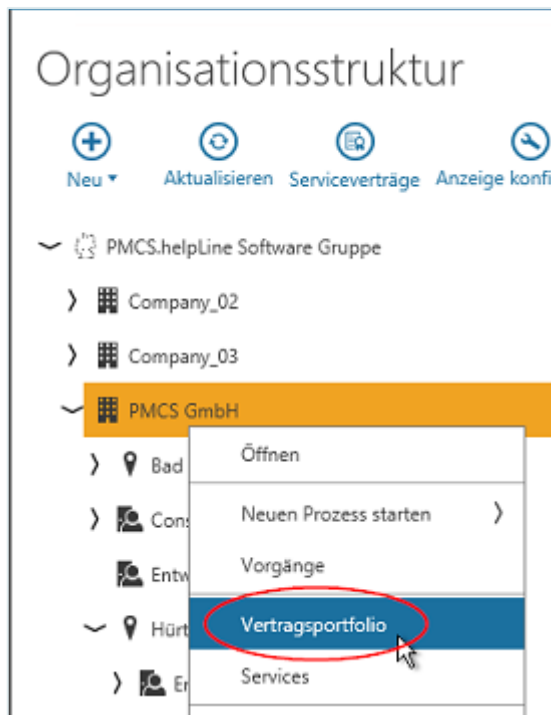 Organisationsstruktur
Neu Aktualisieren Serviceverträge Anzeige konfi
PMCS.helpLine Software Gruppe
Company_02
Company_03
PMCS GmbH
Öffnen
Bad
Neuen Prozess starten
Cons
Vorgänge
Entw
Vertragsportfolio
Hürt
Services
Er